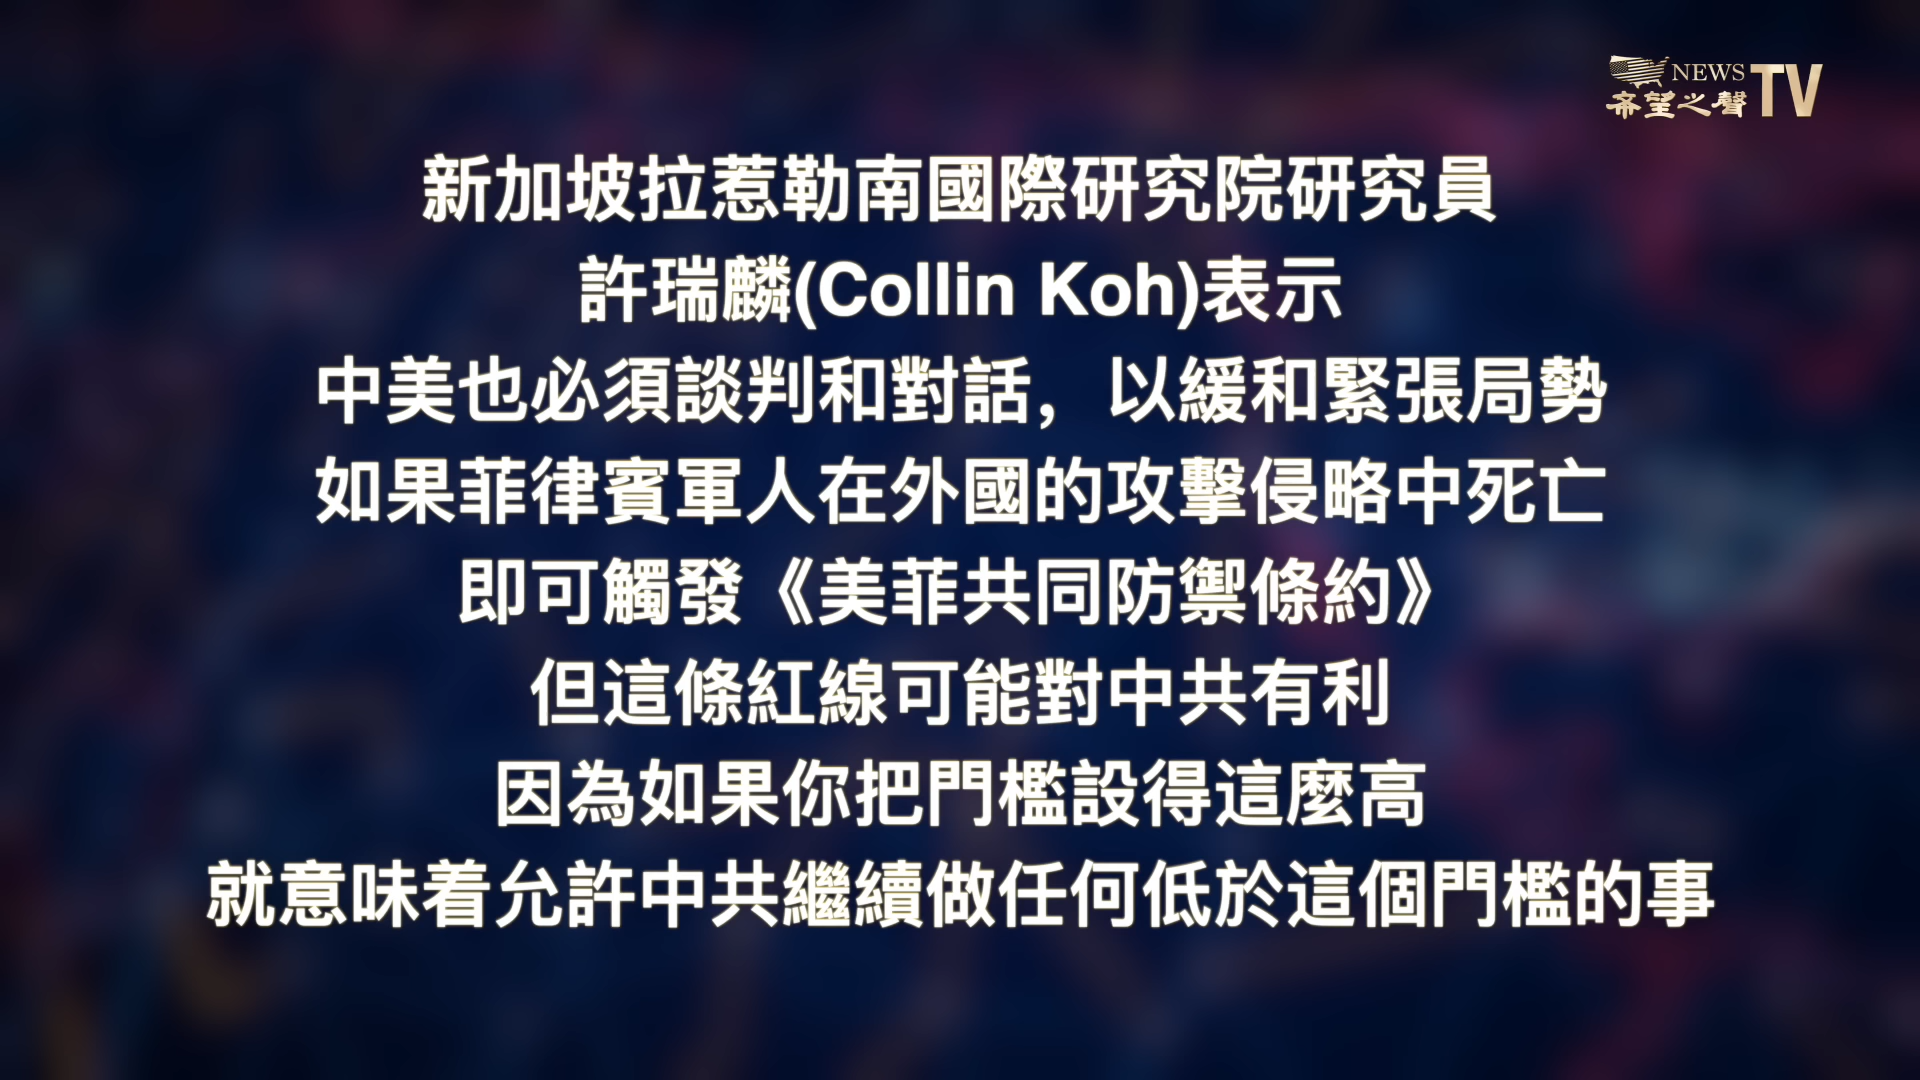 NEWS
希望之聲TV
新加坡拉惹勒南國際研究院研究員
許瑞麟(Collin Koh)表示
中美也必須談判和對話，以緩和緊張局勢
如果菲律賓軍人在外國的攻擊侵略中死亡
即可觸發《美菲共同防禦條約》
但這條紅線可能對中共有利
因為如果你把門檻設得這麼高
就意味着允許中共繼續做任何低於這個門檻的事